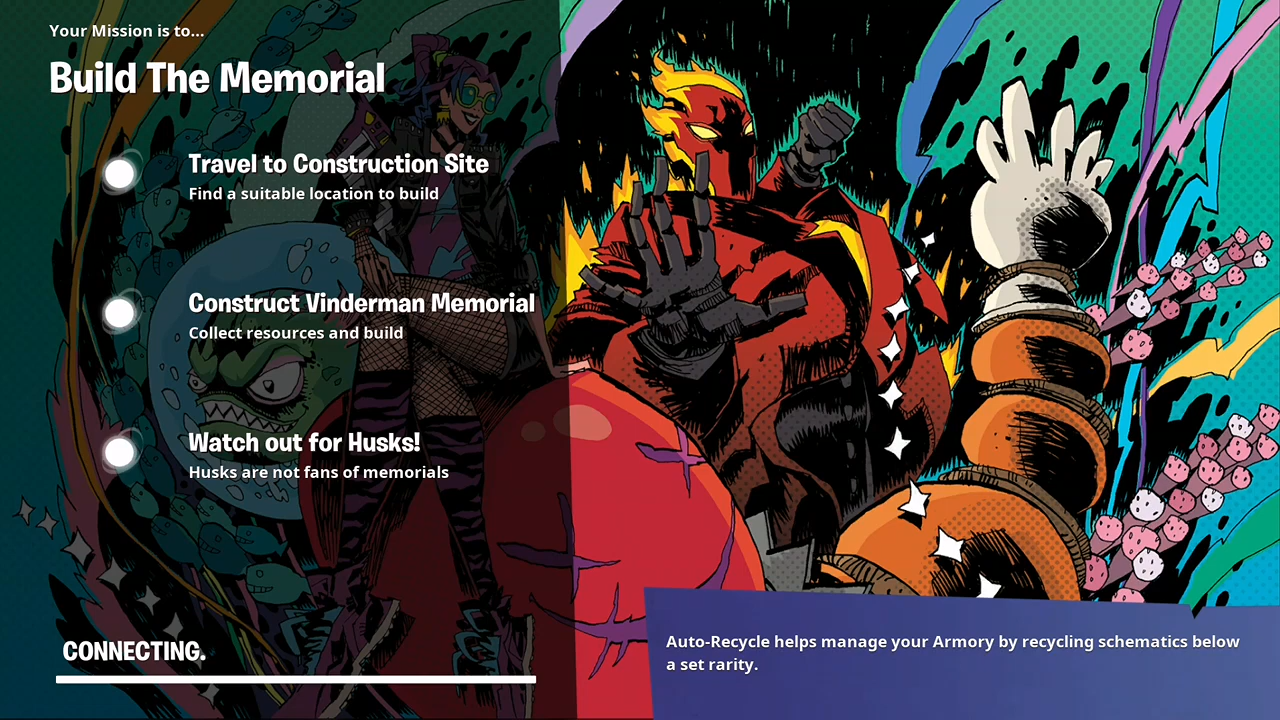 Your Mission is to...
Build The Memorial
Travel to Construction Site
Find a suitable location to build
Construct Vinderman Memorial
Collect resources and build
Watch out for Husks!
Husks are not fans of memorials
CONNECTING.
Auto-Recycle helps manage your Armory by recycling schematics below
a set rarity.